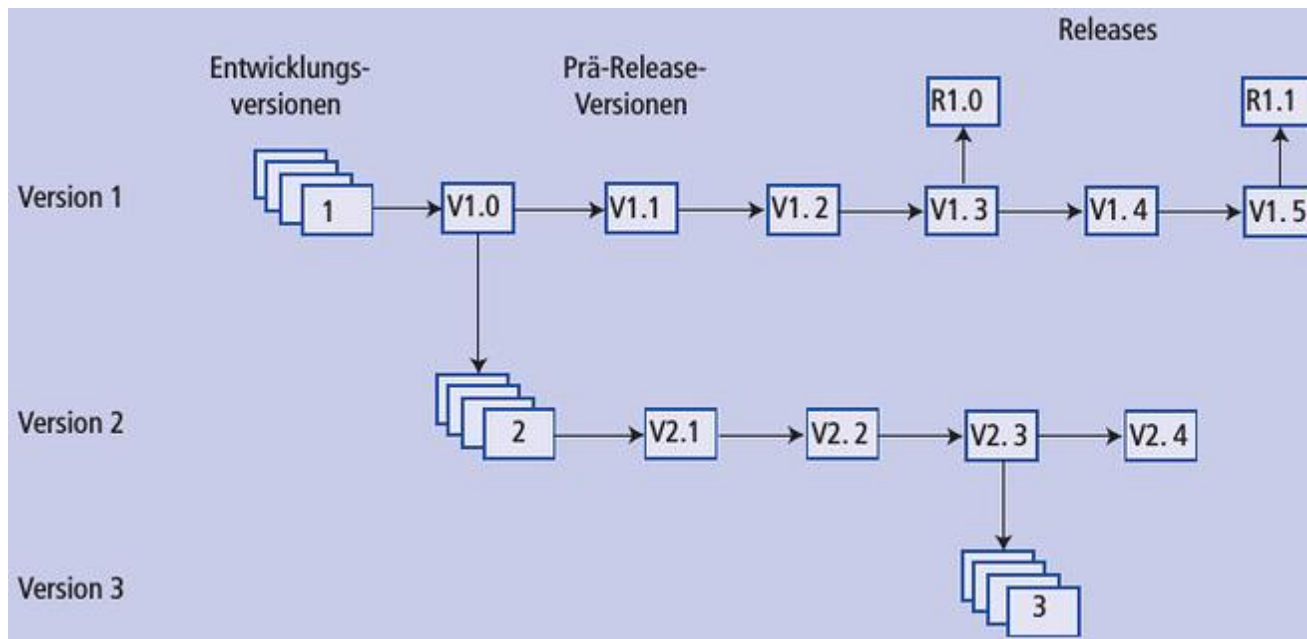 Releases
Entwicklungs-
versionen
Prä-Release-
Versionen
R1.0
R1.1
Version 1
1
V1.0
V1.1
V1.2
V1.3
V1.4
V1.5
Version 2
2
V2.1
V2.2
V2.3
V2.4
Version 3
3